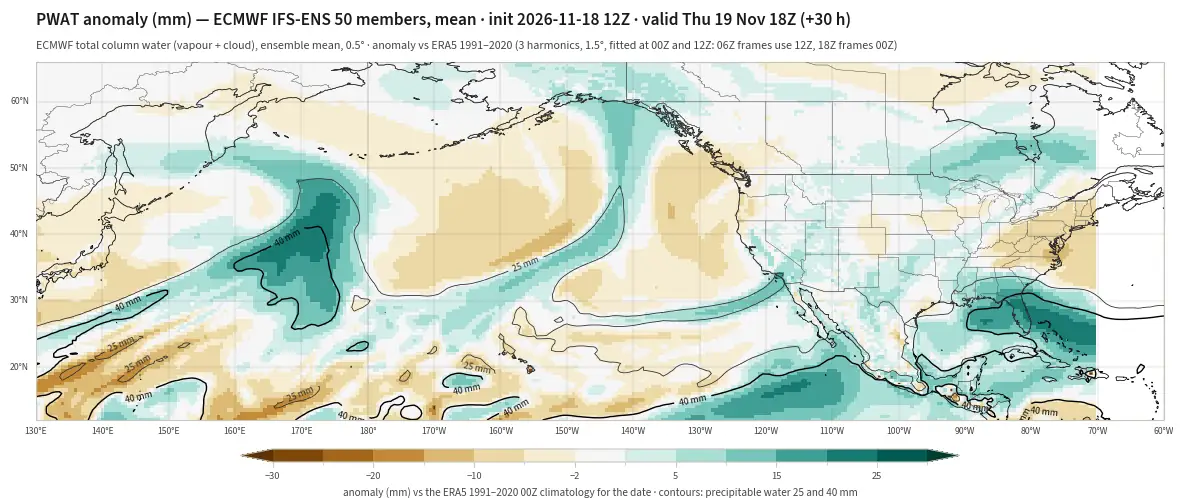 PWAT anomaly (mm) — ECMWF IFS-ENS 50 members, mean · init 2026-11-18 12Z · valid Thu 19 Nov 18Z (+30 h)
ECMWF total column water (vapour + cloud), ensemble mean, 0.5° · anomaly vs ERA5 1991–2020 (3 harmonics, 1.5°, fitted at 00Z and 12Z: 06Z frames use 12Z, 18Z frames 00Z)
60°N
50°N
40°N
40 mm
25 mm
30°N
40 mm
25 mm
25 mm
20°N
25 mm
25 mm
40 mm
40 mm
40 mm
40 mm
40 mm
40 mm
40 mm
130°E 140°E 150°E 160°E 170°E 180° 170°W 160°W 150°W 140°W 130°W 120°W 110°W 100°W 90°W 80°W 70°W 60°W
−30 −20 −10 −2 5 15 25
anomaly (mm) vs the ERA5 1991–2020 00Z climatology for the date · contours: precipitable water 25 and 40 mm